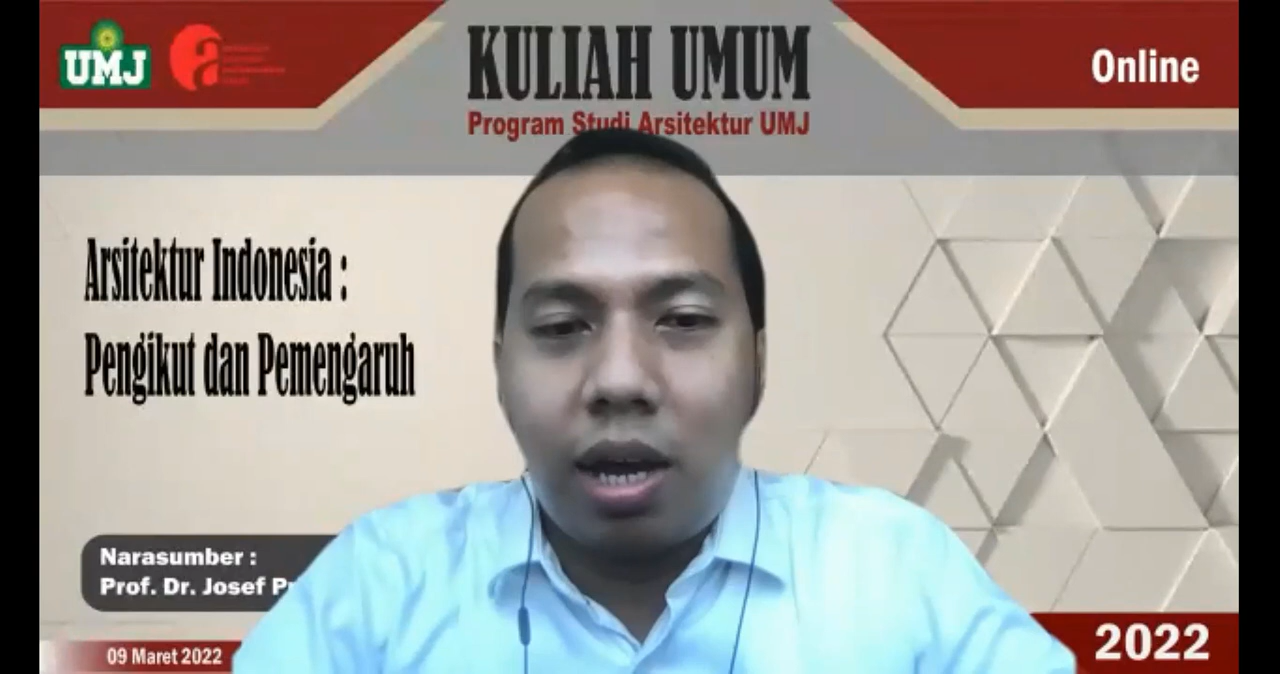 UMJ
KULIAH UMUM
Program Studi Arsitektur UMJ
Online
Arsitektur Indonesia :
Pengikut dan Pemengaruh
Narasumber :
Prof. Dr. Josef
09 Maret 2022
2022